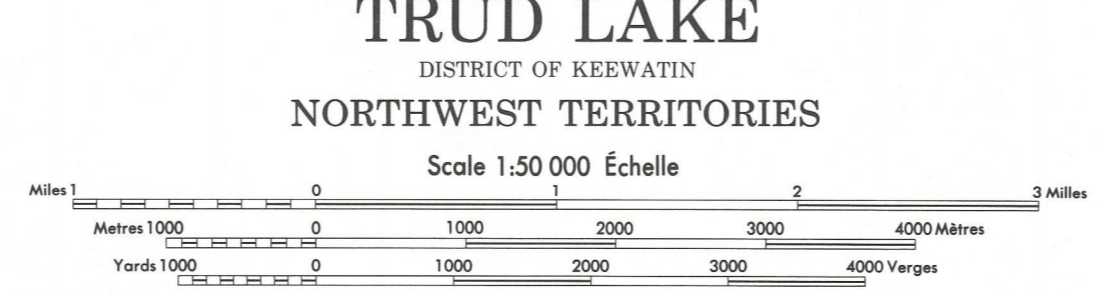 TRUD LAKE
DISTRICT OF KEEWATIN
NORTHWEST TERRITORIES
Scale 1:50 000 Échelle
Miles 1 0 1 2 3 Milles
Metres 1000 0 1000 2000 3000 4000 Mètres
Yards 1000 0 1000 2000 3000 4000 Verges